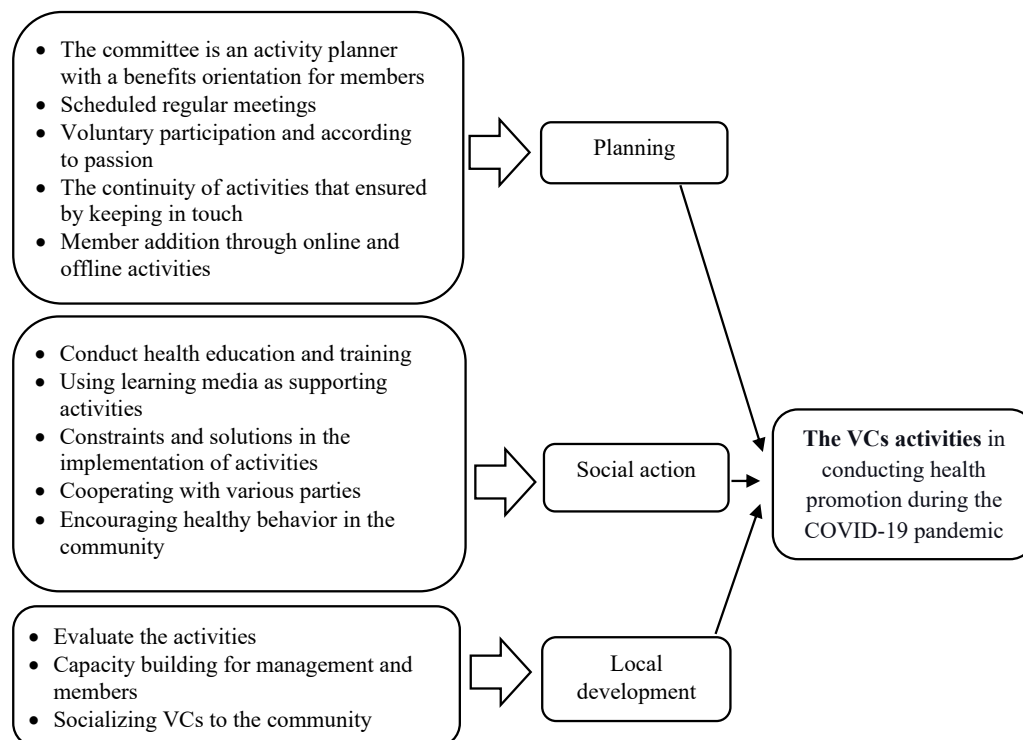 • The committee is an activity planner
with a benefits orientation for members
• Scheduled regular meetings
• Voluntary participation and according
to passion
• The continuity of activities that ensured
by keeping in touch
• Member addition through online and
offline activities
Planning
• Conduct health education and training
• Using learning media as supporting
activities
• Constraints and solutions in the
implementation of activities
• Cooperating with various parties
• Encouraging healthy behavior in the
community
Social action
The VCs activities in
conducting health
promotion during the
COVID-19 pandemic
• Evaluate the activities
• Capacity building for management and
members
• Socializing VCs to the community
Local
development